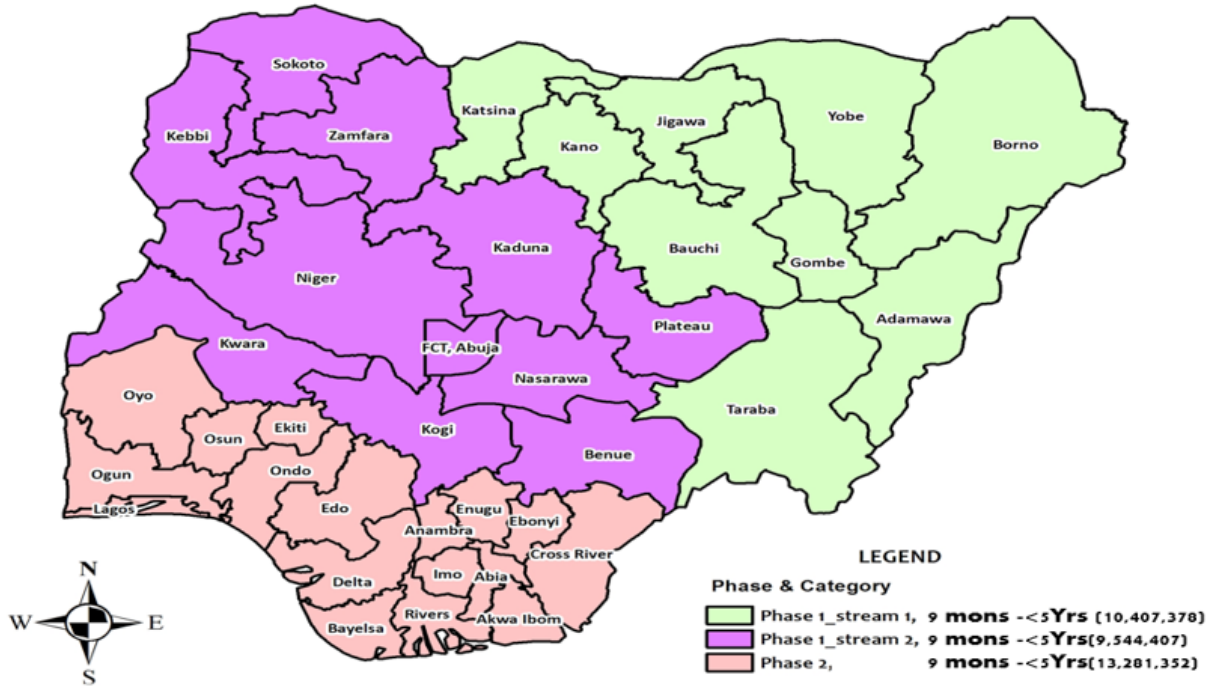 Sokoto
Katsina
Kebbi
Zamfara
Kano
Jigawa
Yobe
Borno
Kaduna
Bauchi
Gombe
Niger
Plateau
Adamawa
Kwara
FCT, Abuja
Nasarawa
Oyo
Taraba
Osun
Ekiti
Kogi
Benue
Ogun
Ondo
Lagos
Edo
Enugu
Ebonyi
Anambra
Cross River
Delta
Imo
Abia
Bayelsa
Rivers
Akwa Ibom
N
W
E
S
LEGEND
Phase & Category
Phase 1_stream 1, 9 mons -<5Yrs (10,407,378)
Phase 1_stream 2, 9 mons -<5Yrs(9,544,407)
Phase 2, 9 mons -<5Yrs(13,281,352)